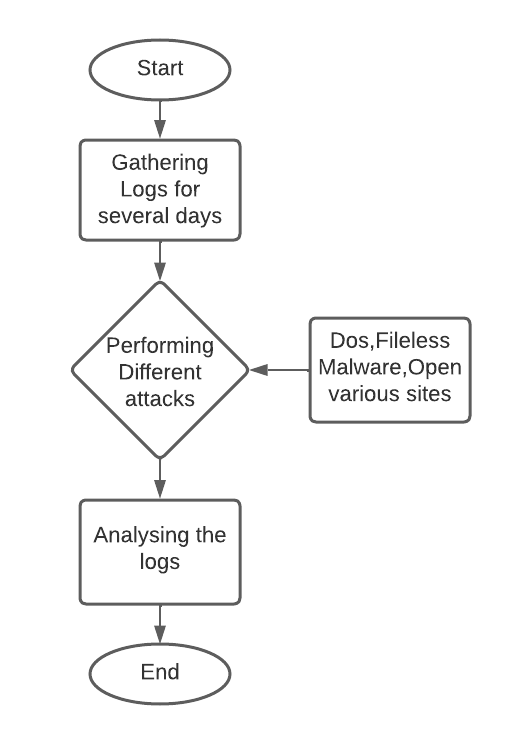 Start
Gathering
Logs for
several days
Performing
Different
attacks
Dos,Fileless
Malware,Open
various sites
Analysing the
logs
End